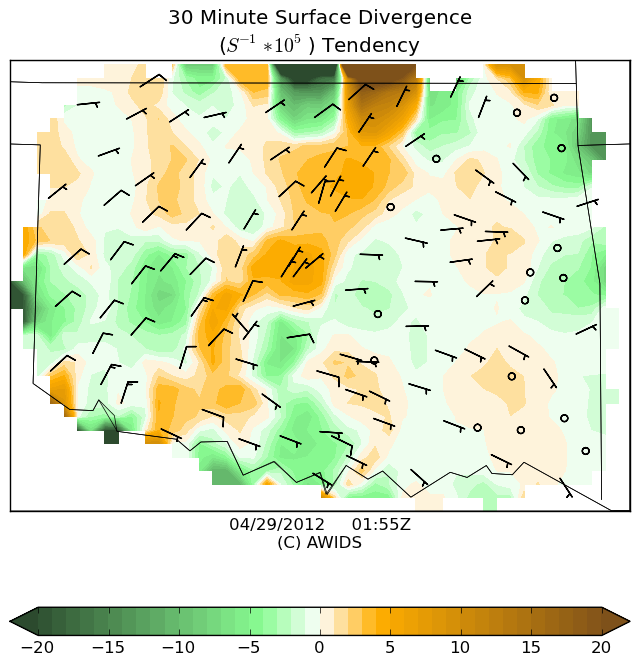 30 Minute Surface Divergence
(S⁻¹ *10⁵ ) Tendency
04/29/2012 01:55Z
(C) AWIDS
−20 −15 −10 −5 0 5 10 15 20